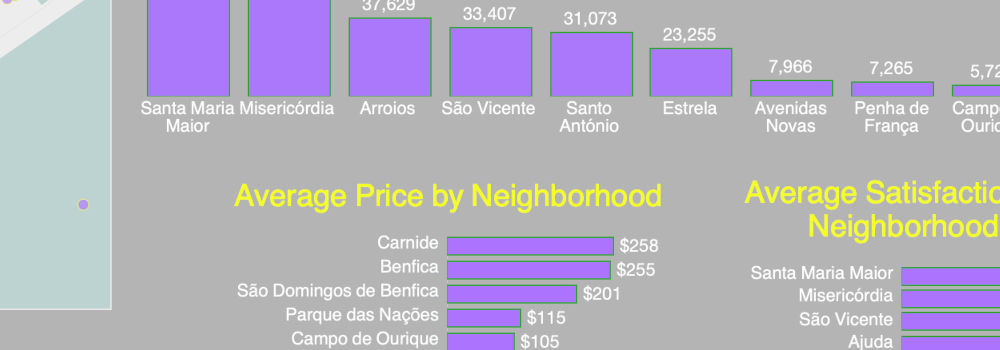 37,629
33,407
31,073
23,255
7,966
7,265
Santa Maria Maior
Misericórdia
Arroios
São Vicente
Santo António
Estrela
Avenidas Novas
Penha de França
Average Price by Neighborhood
Carnide $258
Benfica $255
São Domingos de Benfica $201
Parque das Nações $115
Campo de Ourique $105
Average
Neighborhood
Santa Maria Maior
Misericórdia
São Vicente
Ajuda